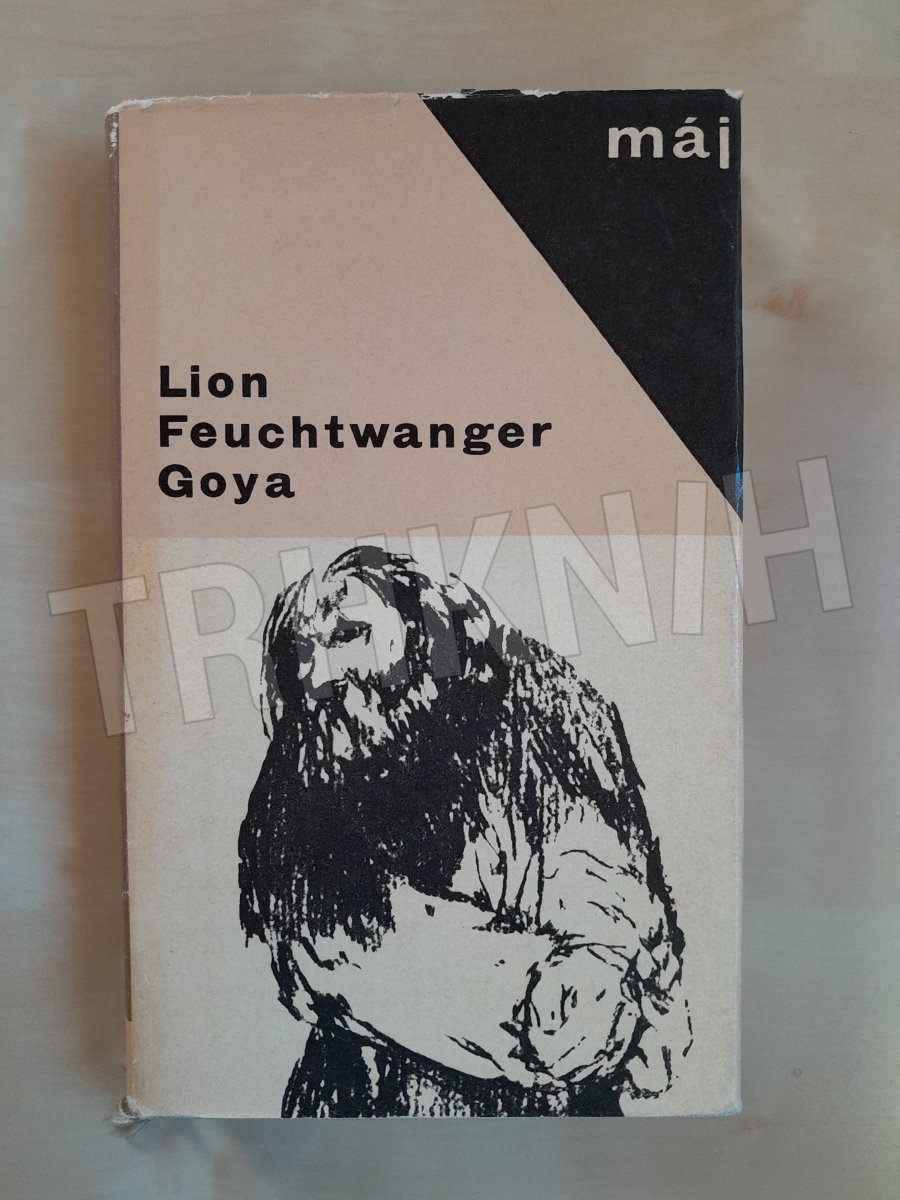 máj
Lion
Feuchtwanger
Goya
TRHKNIH